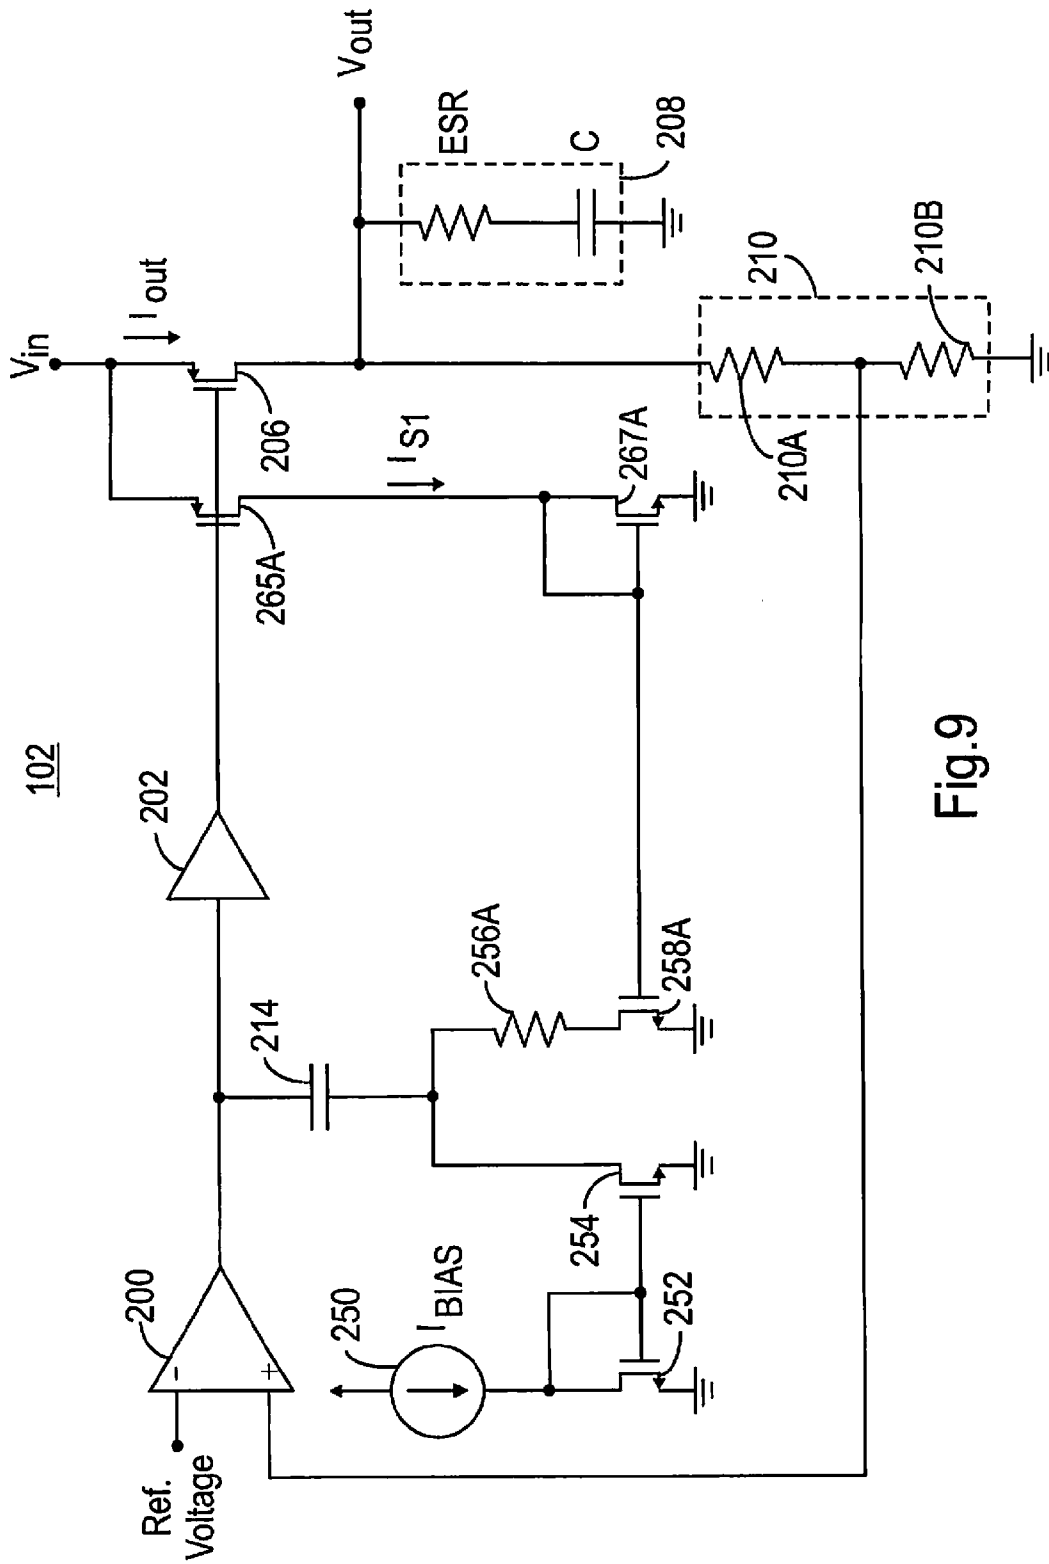 102
Vin
Iout
Vout
206
265A
IS1
ESR
C
208
202
200
-
+
Ref.
Voltage
214
250
IBIAS
256A
258A
267A
254
252
210
210A
210B
Fig.9